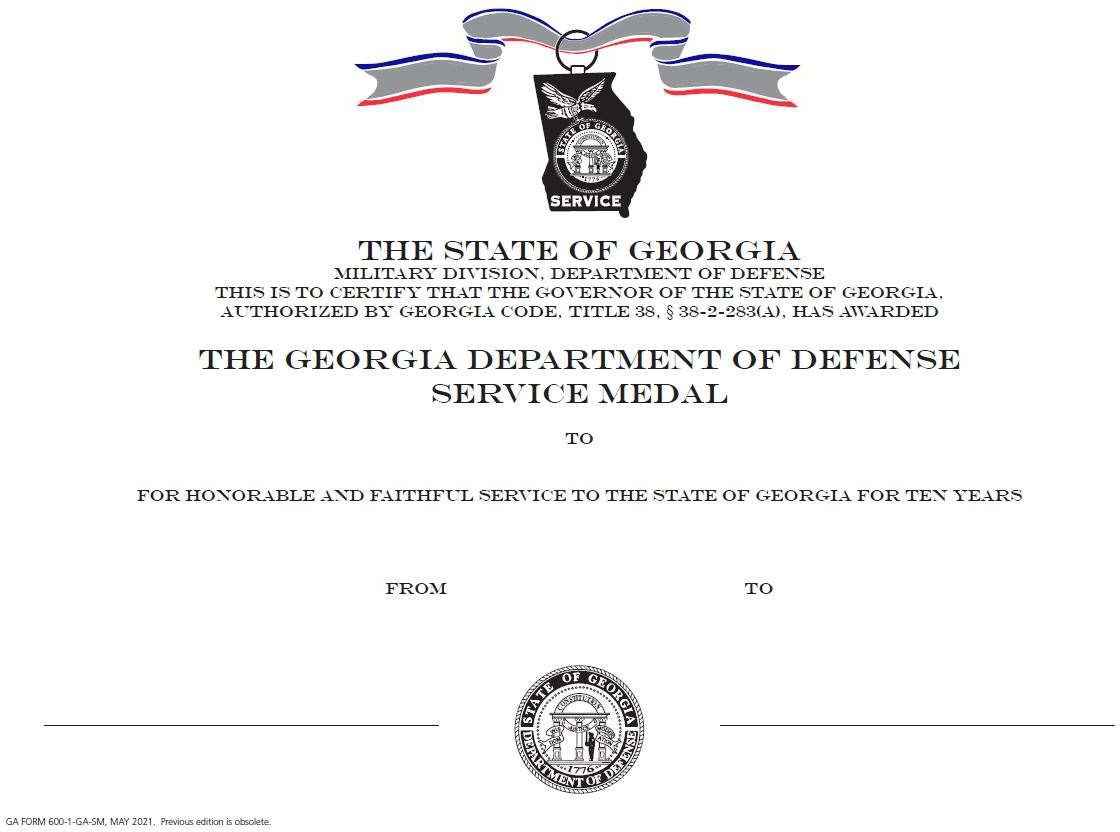 STATE OF GEORGIA
1776
SERVICE
THE STATE OF GEORGIA
MILITARY DIVISION, DEPARTMENT OF DEFENSE
THIS IS TO CERTIFY THAT THE GOVERNOR OF THE STATE OF GEORGIA,
AUTHORIZED BY GEORGIA CODE, TITLE 38, § 38-2-283(A), HAS AWARDED
THE GEORGIA DEPARTMENT OF DEFENSE
SERVICE MEDAL
TO
FOR HONORABLE AND FAITHFUL SERVICE TO THE STATE OF GEORGIA FOR TEN YEARS
FROM TO
STATE OF GEORGIA
CONSTITUTION
1776
DEPARTMENT OF DEFENSE
GA FORM 600-1-GA-SM, MAY 2021. Previous edition is obsolete.